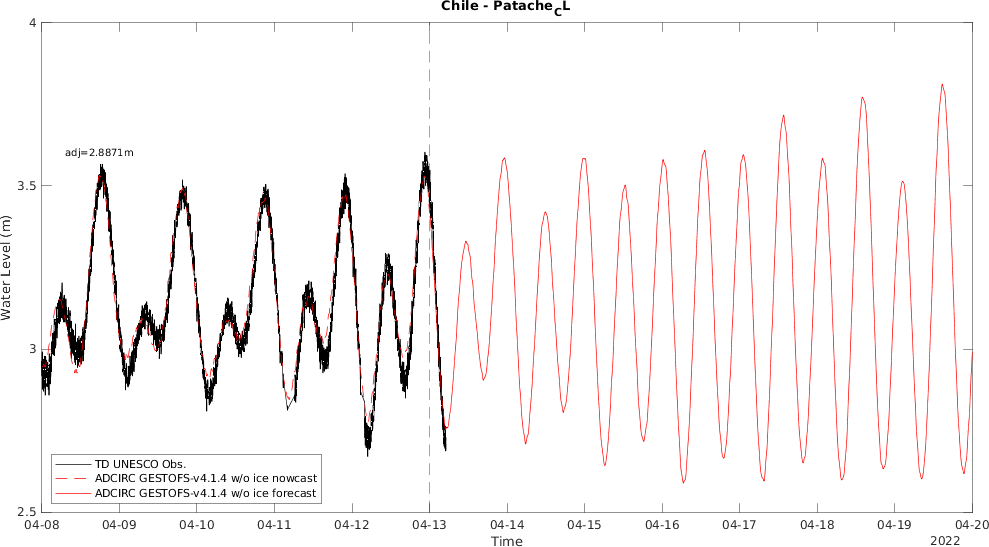 Chile - Patache_CL
4
adj=2.8871m
3.5
Water Level (m)
3
TD UNESCO Obs.
ADCIRC GESTOFS-v4.1.4 w/o ice nowcast
ADCIRC GESTOFS-v4.1.4 w/o ice forecast
2.5
04-08 04-09 04-10 04-11 04-12 04-13 04-14 04-15 04-16 04-17 04-18 04-19 04-20
Time
2022